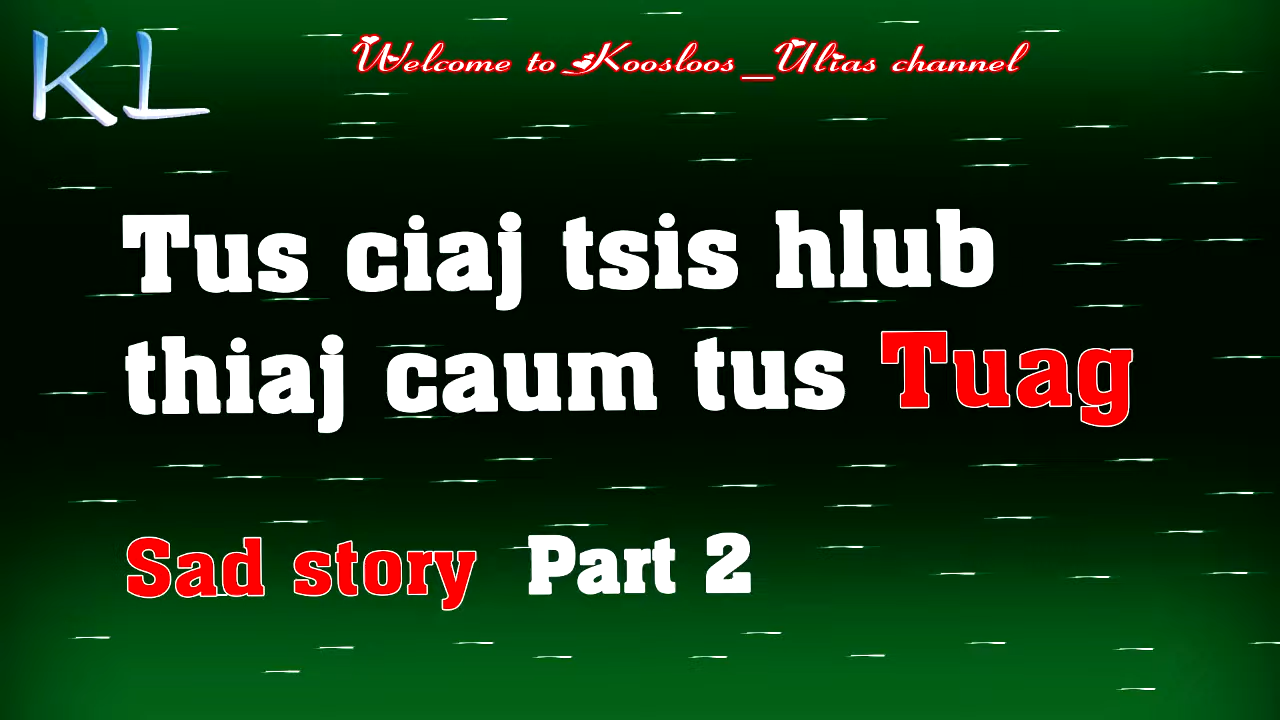 KL
Welcome to Koosloos_Ulias channel
Tus ciaj tsis hlub
thiaj caum tus Tuag
Sad story Part 2